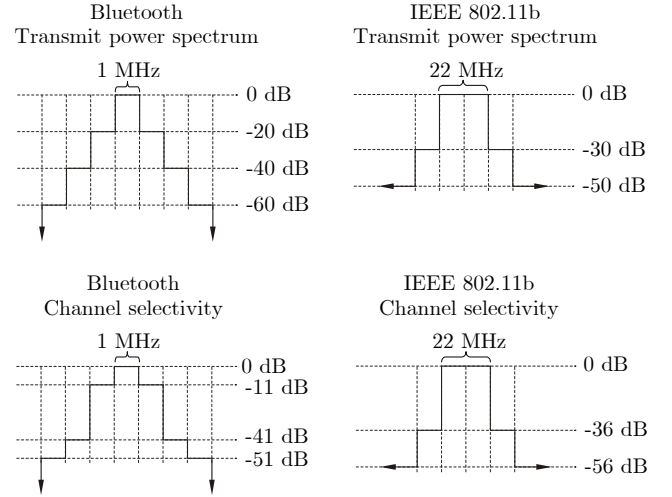 Bluetooth
Transmit power spectrum
1 MHz
0 dB
-20 dB
-40 dB
-60 dB
IEEE 802.11b
Transmit power spectrum
22 MHz
0 dB
-30 dB
-50 dB
Bluetooth
Channel selectivity
1 MHz
0 dB
-11 dB
-41 dB
-51 dB
IEEE 802.11b
Channel selectivity
22 MHz
0 dB
-36 dB
-56 dB